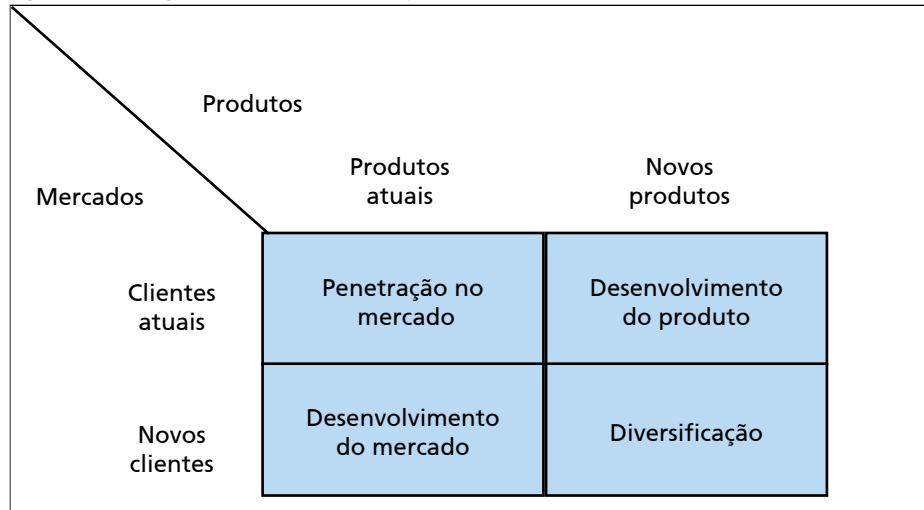 Produtos
Mercados
Produtos
atuais
Novos
produtos
Clientes
atuais
Penetração no
mercado
Desenvolvimento
do produto
Novos
clientes
Desenvolvimento
do mercado
Diversificação